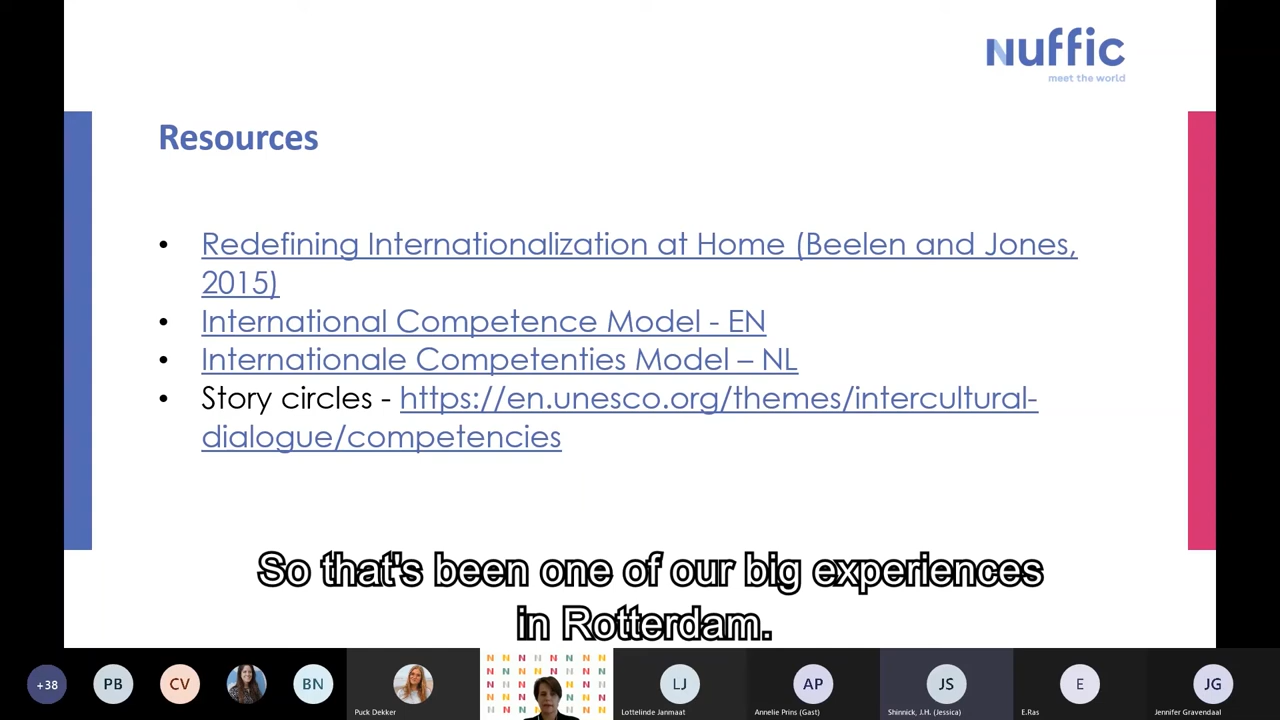 Nuffic
meet the world
Resources
• Redefining Internationalization at Home (Beelen and Jones,
2015)
• International Competence Model - EN
• Internationale Competenties Model – NL
• Story circles - https://en.unesco.org/themes/intercultural-
dialogue/competencies
So that's been one of our big experiences
in Rotterdam.
+38 PB CV BN LJ AP JS E JG
Puck Dekker Lottelinde Janmaat Annelie Prins (Gast) Shinnick, J.H. (Jessica) E.Ras Jennifer Gravendaal